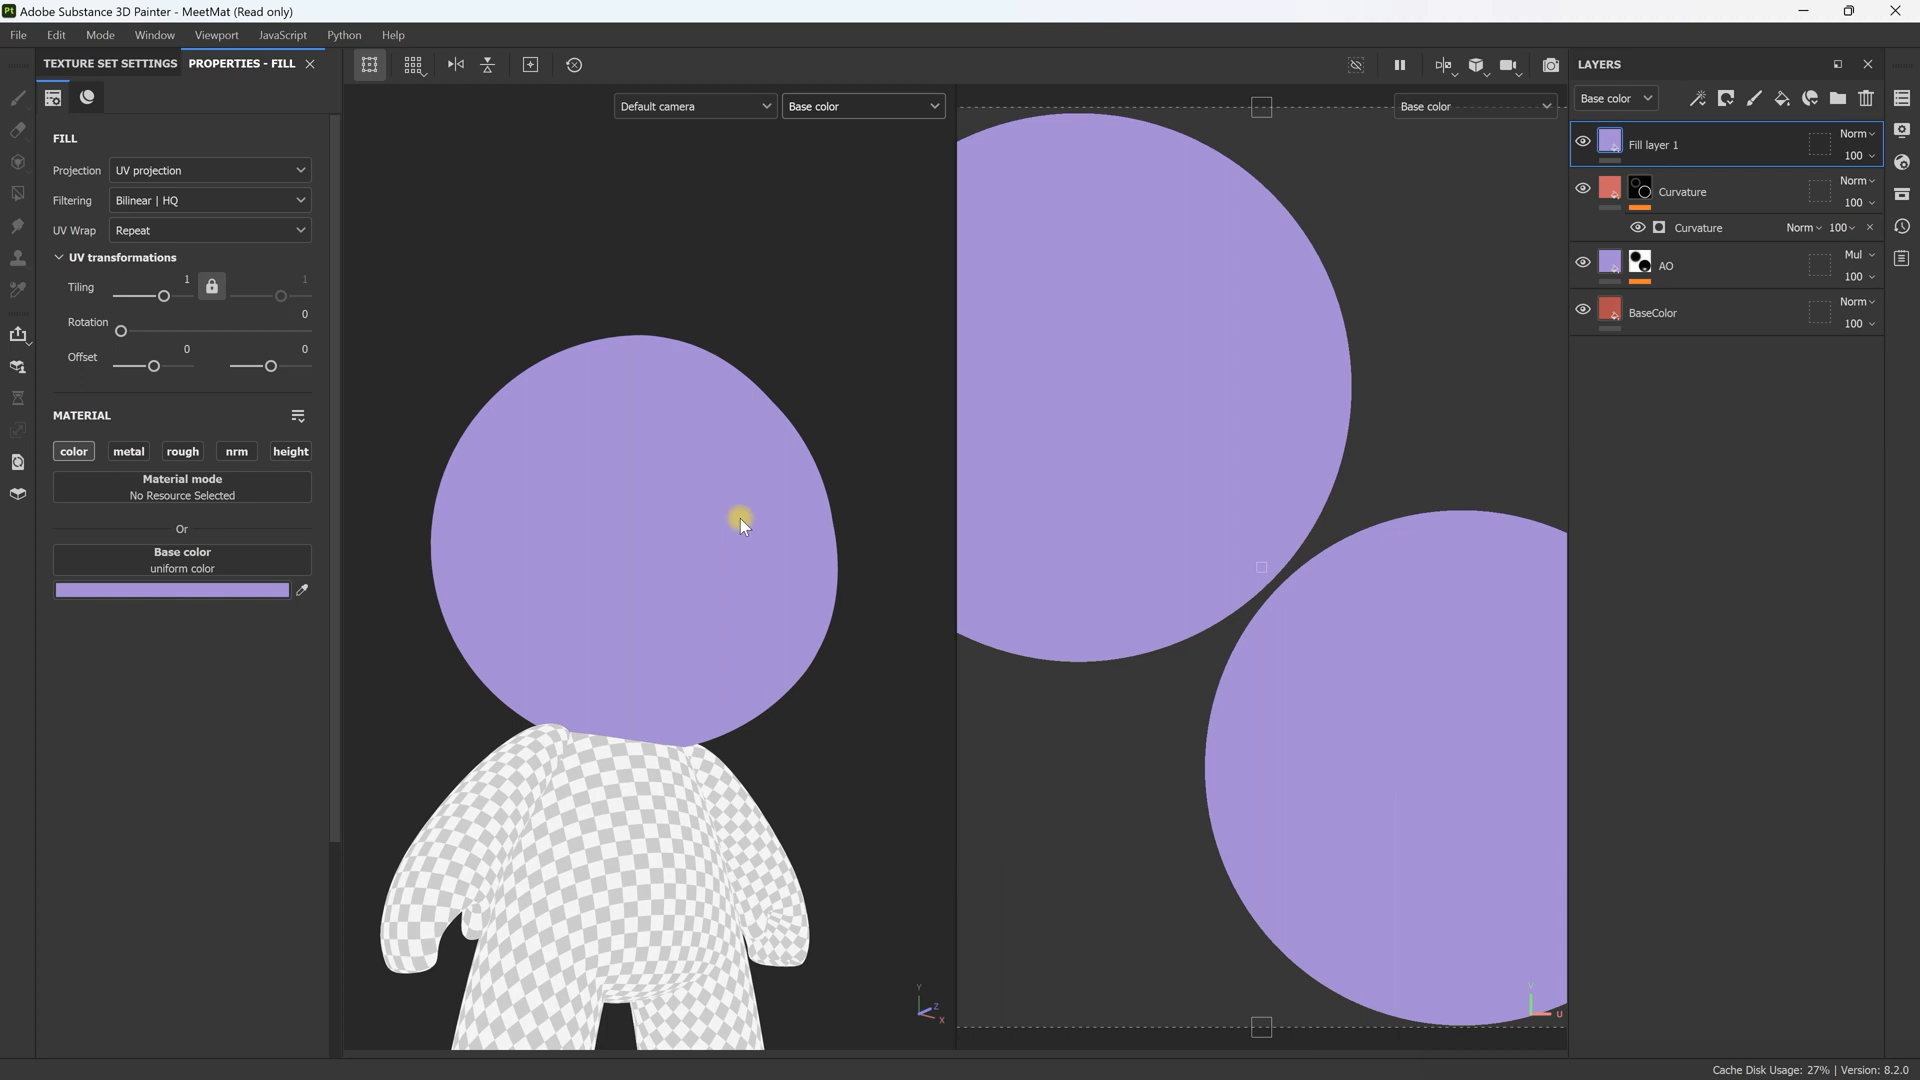 Pt Adobe Substance 3D Painter - MeetMat (Read only)
File Edit Mode Window Viewport JavaScript Python Help
TEXTURE SET SETTINGS PROPERTIES - FILL
FILL
Projection UV projection
Filtering Bilinear | HQ
UV Wrap Repeat
UV transformations
Tiling 1 1
Rotation 0
Offset 0 0
MATERIAL
color metal rough nrm height
Material mode
No Resource Selected
Or
Base color
uniform color
Default camera Base color
Y
Z
X
Base color
V
U
LAYERS
Base color
Fill layer 1 Norm
100
Curvature Norm
100
Curvature Norm 100
AO Mul
100
BaseColor Norm
100
Cache Disk Usage: 27% | Version: 8.2.0